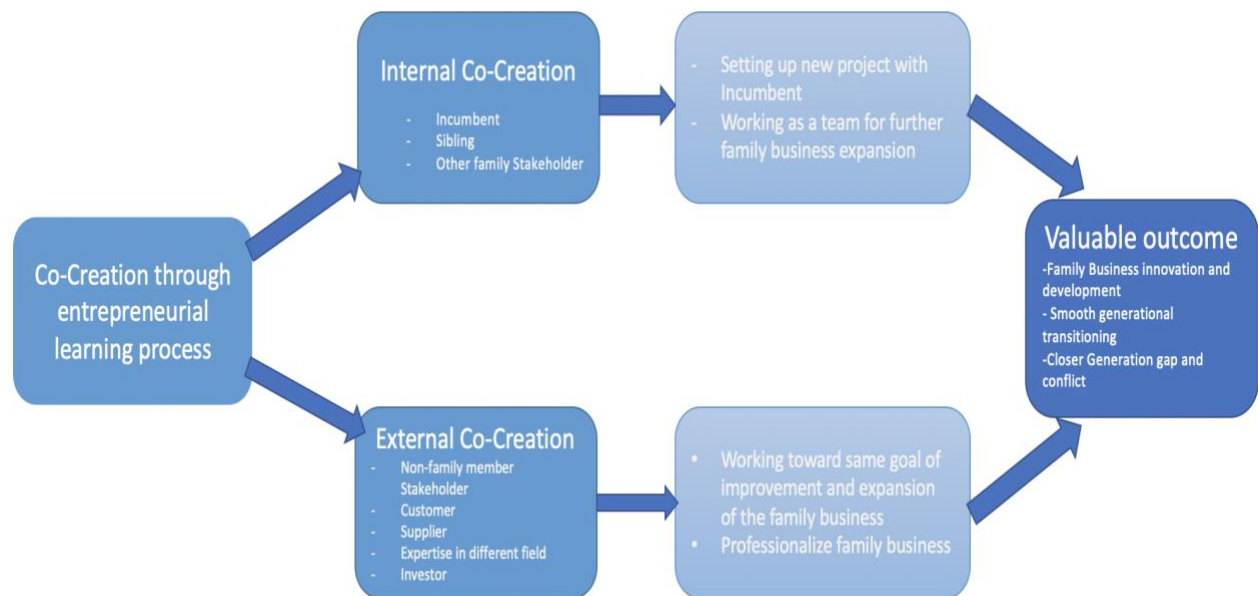 Co-Creation through
entrepreneurial
learning process
Internal Co-Creation
- Incumbent
- Sibling
- Other family Stakeholder
- Setting up new project with
Incumbent
- Working as a team for further
family business expansion
External Co-Creation
- Non-family member
Stakeholder
- Customer
- Supplier
- Expertise in different field
- Investor
• Working toward same goal of
improvement and expansion
of the family business
• Professionalize family business
Valuable outcome
-Family Business innovation and
development
- Smooth generational
transitioning
-Closer Generation gap and
conflict